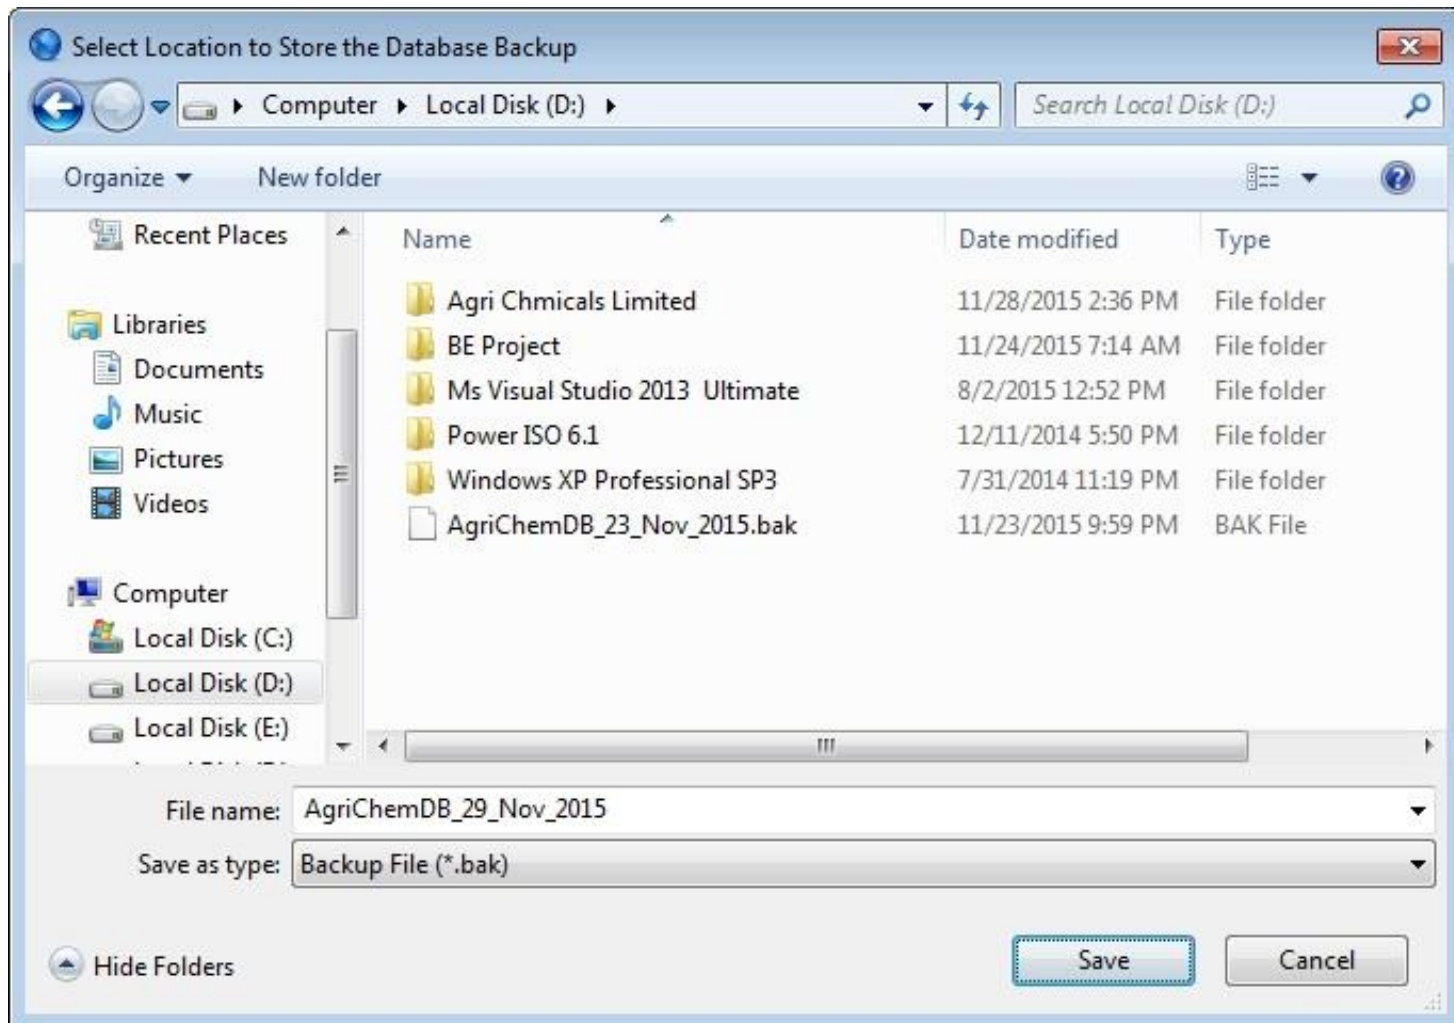 Select Location to Store the Database Backup
Computer Local Disk (D:) Search Local Disk (D:)
Organize New folder
Recent Places
Libraries
Documents
Music
Pictures
Videos
Computer
Local Disk (C:)
Local Disk (D:)
Local Disk (E:)
Name Date modified Type
Agri Chmicals Limited 11/28/2015 2:36 PM File folder
BE Project 11/24/2015 7:14 AM File folder
Ms Visual Studio 2013 Ultimate 8/2/2015 12:52 PM File folder
Power ISO 6.1 12/11/2014 5:50 PM File folder
Windows XP Professional SP3 7/31/2014 11:19 PM File folder
AgriChemDB_23_Nov_2015.bak 11/23/2015 9:59 PM BAK File
File name: AgriChemDB_29_Nov_2015
Save as type: Backup File (*.bak)
Hide Folders Save Cancel